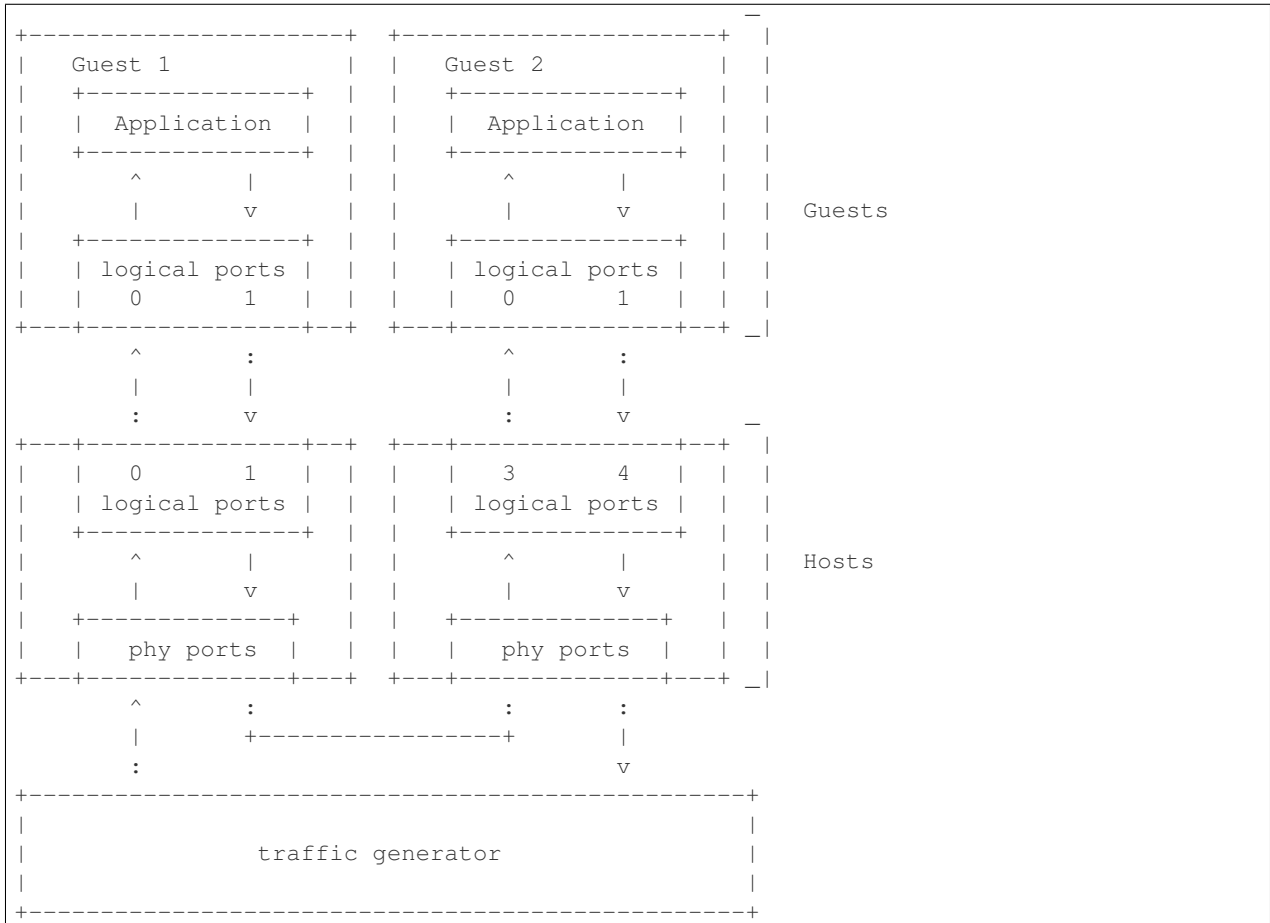 _
+----------------------+  +----------------------+  |
|   Guest 1            |  |   Guest 2            |  |
|   +---------------+  |  |   +---------------+  |  |
|   |  Application  |  |  |   |  Application  |  |  |
|   +---------------+  |  |   +---------------+  |  |
|       ^       |      |  |       ^       |      |  |
|       |       v      |  |       |       v      |  |  Guests
|   +---------------+  |  |   +---------------+  |  |
|   | logical ports |  |  |   | logical ports |  |  |
|   |   0       1   |  |  |   |   0       1   |  |  |
+---+---------------+--+  +---+---------------+--+ _|
        ^       :                 ^       :
        |       |                 |       |
        :       v                 :       v        _
+---+---------------+--+  +---+---------------+--+  |
|   |   0       1   |  |  |   |   3       4   |  |  |
|   | logical ports |  |  |   | logical ports |  |  |
|   +---------------+  |  |   +---------------+  |  |
|       ^       |      |  |       ^       |      |  |  Hosts
|       |       v      |  |       |       v      |  |
|   +--------------+   |  |   +--------------+   |  |
|   |   phy ports  |   |  |   |   phy ports  |   |  |
+---+--------------+---+  +---+--------------+---+ _|
        ^       :                 :       :
        |       +-----------------+       |
        :                                 v
+--------------------------------------------------+
|                                                  |
|                traffic generator                 |
|                                                  |
+--------------------------------------------------+